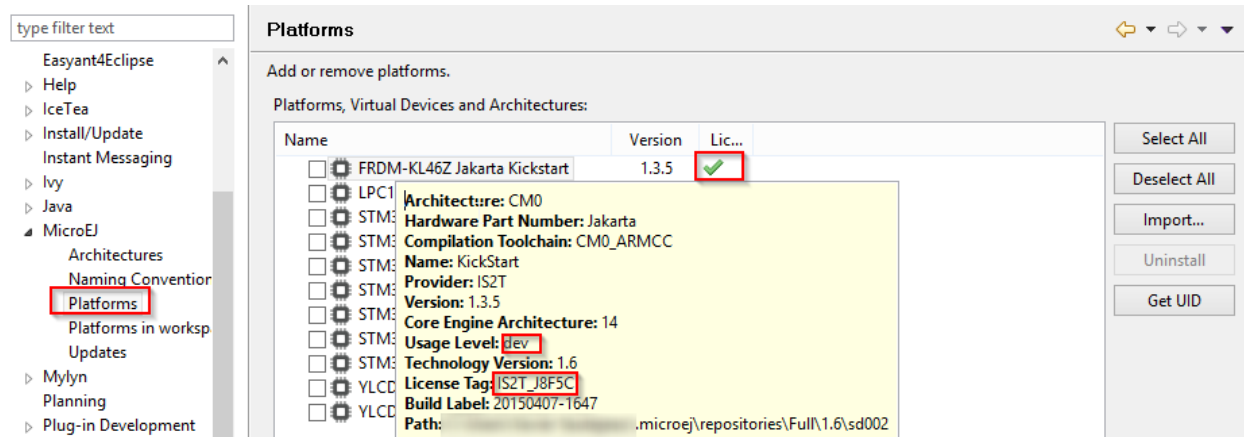 type filter text
Easyant4Eclipse
Help
IceTea
Install/Update
Instant Messaging
Ivy
Java
MicroEJ
Architectures
Naming Convention
Platforms
Platforms in worksp
Updates
Mylyn
Planning
Plug-in Development
Platforms
Add or remove platforms.
Platforms, Virtual Devices and Architectures:
Name Version Lic...
FRDM-KL46Z Jakarta Kickstart 1.3.5
LPC1
STM3
STM3
STM3
STM3
STM3
STM3
STM3
YLCD
YLCD
Architecture: CM0
Hardware Part Number: Jakarta
Compilation Toolchain: CM0_ARMCC
Name: KickStart
Provider: IS2T
Version: 1.3.5
Core Engine Architecture: 14
Usage Level: dev
Technology Version: 1.6
License Tag: IS2T_J8F5C
Build Label: 20150407-1647
Path: .microej\repositories\Full\1.6\sd002
Select All
Deselect All
Import...
Uninstall
Get UID